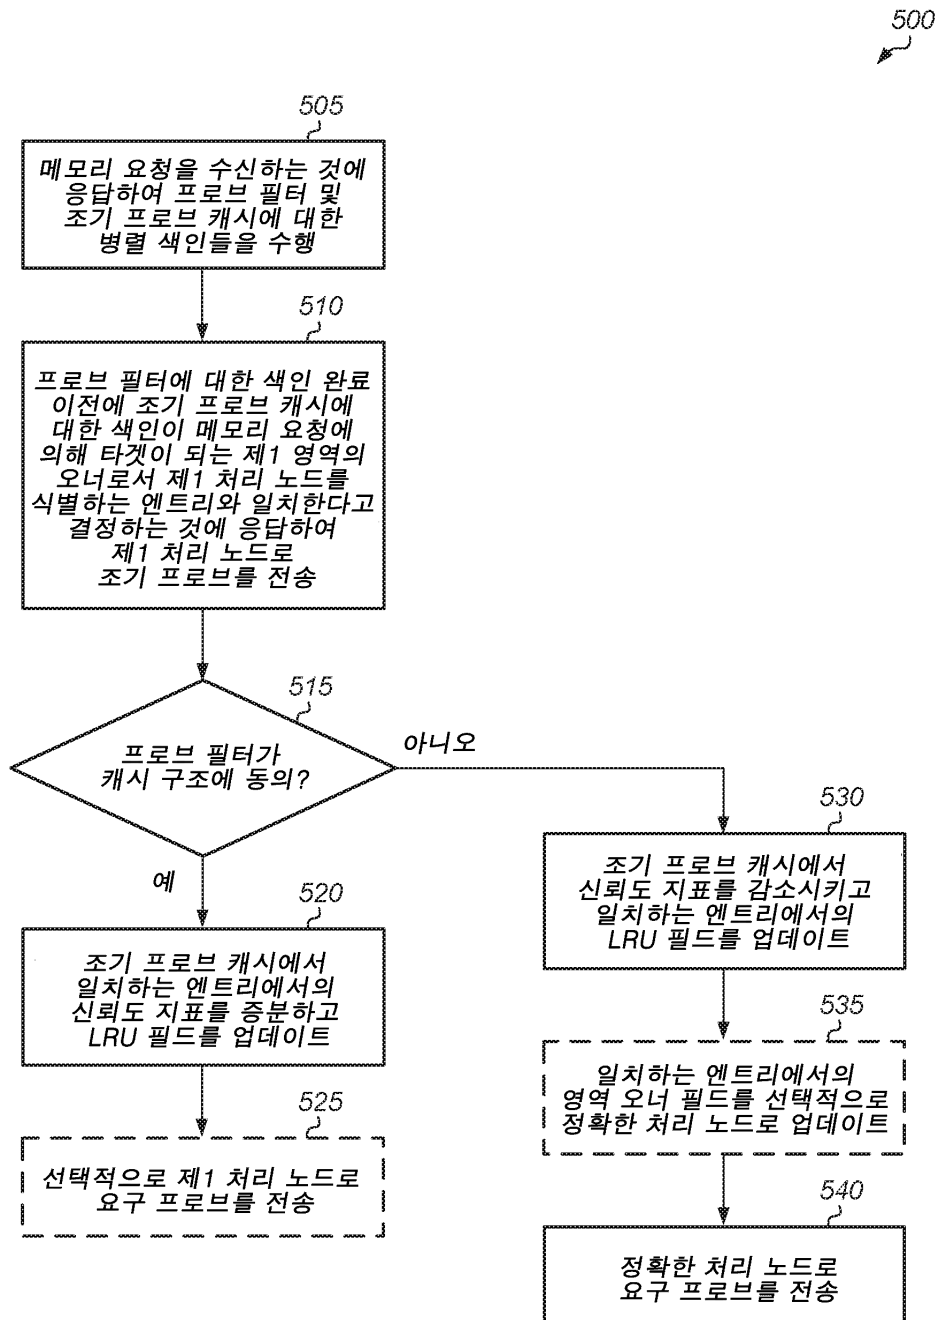 500
505
메모리 요청을 수신하는 것에
응답하여 프로브 필터 및
조기 프로브 캐시에 대한
병렬 색인들을 수행
510
프로브 필터에 대한 색인 완료
이전에 조기 프로브 캐시에
대한 색인이 메모리 요청에
의해 타겟이 되는 제1 영역의
오너로서 제1 처리 노드를
식별하는 엔트리와 일치한다고
결정하는 것에 응답하여
제1 처리 노드로
조기 프로브를 전송
515
프로브 필터가
캐시 구조에 동의?
아니오
예
520
조기 프로브 캐시에서
일치하는 엔트리에서의
신뢰도 지표를 증분하고
LRU 필드를 업데이트
525
선택적으로 제1 처리 노드로
요구 프로브를 전송
530
조기 프로브 캐시에서
신뢰도 지표를 감소시키고
일치하는 엔트리에서의
LRU 필드를 업데이트
535
일치하는 엔트리에서의
영역 오너 필드를 선택적으로
정확한 처리 노드로 업데이트
540
정확한 처리 노드로
요구 프로브를 전송